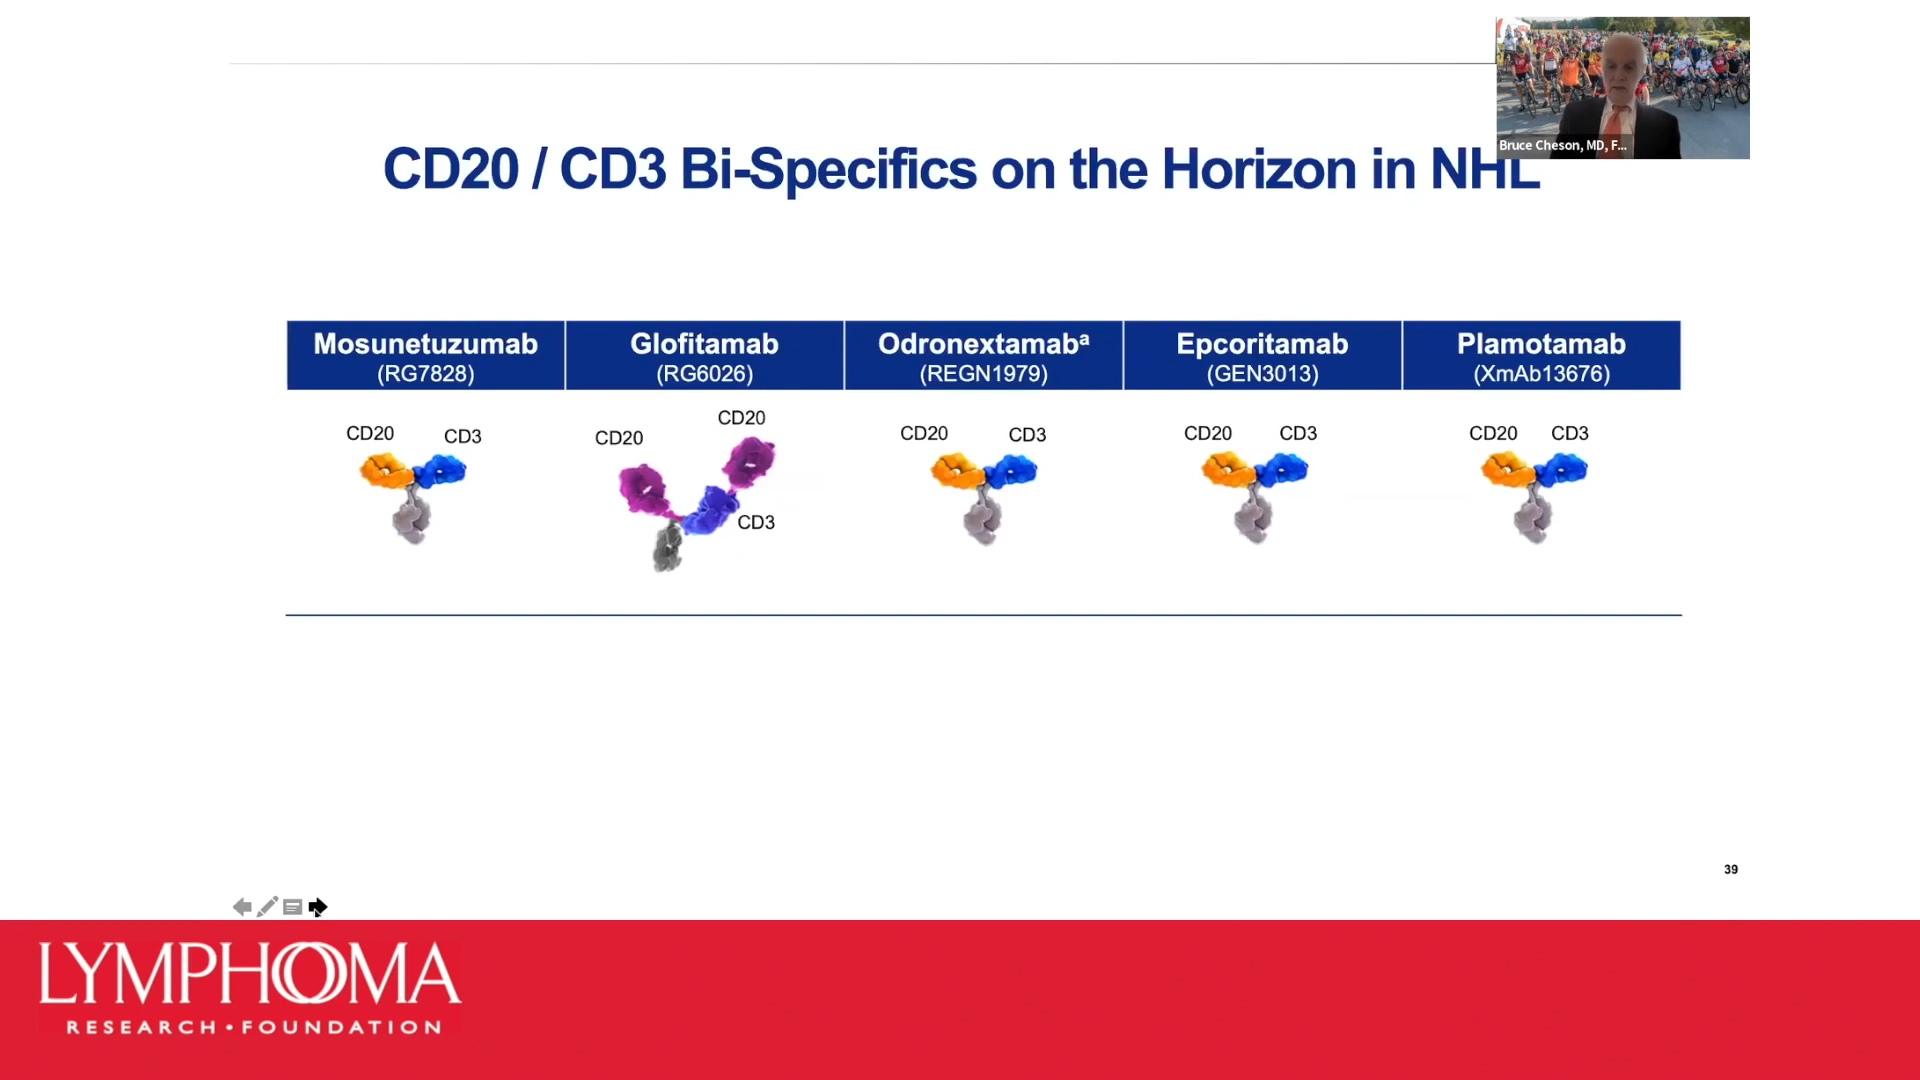 Bruce Cheson, MD, F...
CD20 / CD3 Bi-Specifics on the Horizon in NHL
Mosunetuzumab
(RG7828)
Glofitamab
(RG6026)
Odronextamabᵃ
(REGN1979)
Epcoritamab
(GEN3013)
Plamotamab
(XmAb13676)
CD20 CD3
CD20 CD20 CD3
CD20 CD3
CD20 CD3
CD20 CD3
39
LYMPHOMA
RESEARCH • FOUNDATION